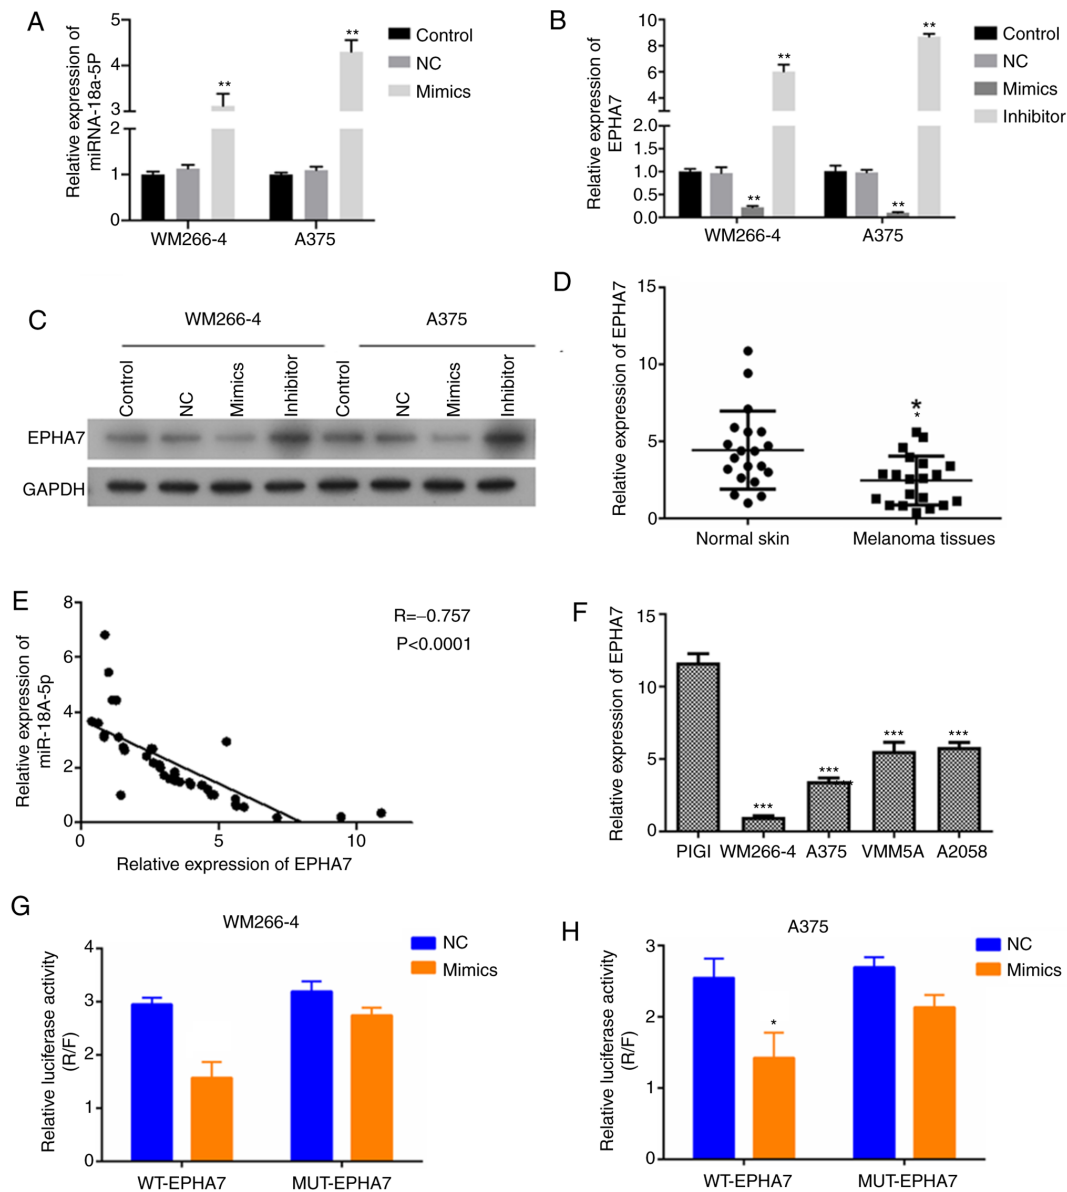 A
Relative expression of
miRNA-18a-5P
5
4
3
2
1
0
**
**
WM266-4
A375
Control
NC
Mimics
B
Relative expression of
EPHA7
10
8
6
4
2.0
1.5
1.0
0.5
0.0
**
**
**
**
WM266-4
A375
Control
NC
Mimics
Inhibitor
C
WM266-4
A375
Control
NC
Mimics
Inhibitor
Control
NC
Mimics
Inhibitor
EPHA7
GAPDH
D
Relative expression of EPHA7
15
10
5
0
*
*
Normal skin
Melanoma tissues
E
Relative expression of
miR-18A-5p
8
6
4
2
0
0
5
10
R=−0.757
P<0.0001
Relative expression of EPHA7
F
Relative expression of EPHA7
15
10
5
0
***
***
**
***
***
PIGI
WM266-4
A375
VMM5A
A2058
G
WM266-4
Relative luciferase activity
(R/F)
4
3
2
1
0
WT-EPHA7
MUT-EPHA7
NC
Mimics
H
A375
Relative luciferase activity
(R/F)
3
2
1
0
*
WT-EPHA7
MUT-EPHA7
NC
Mimics